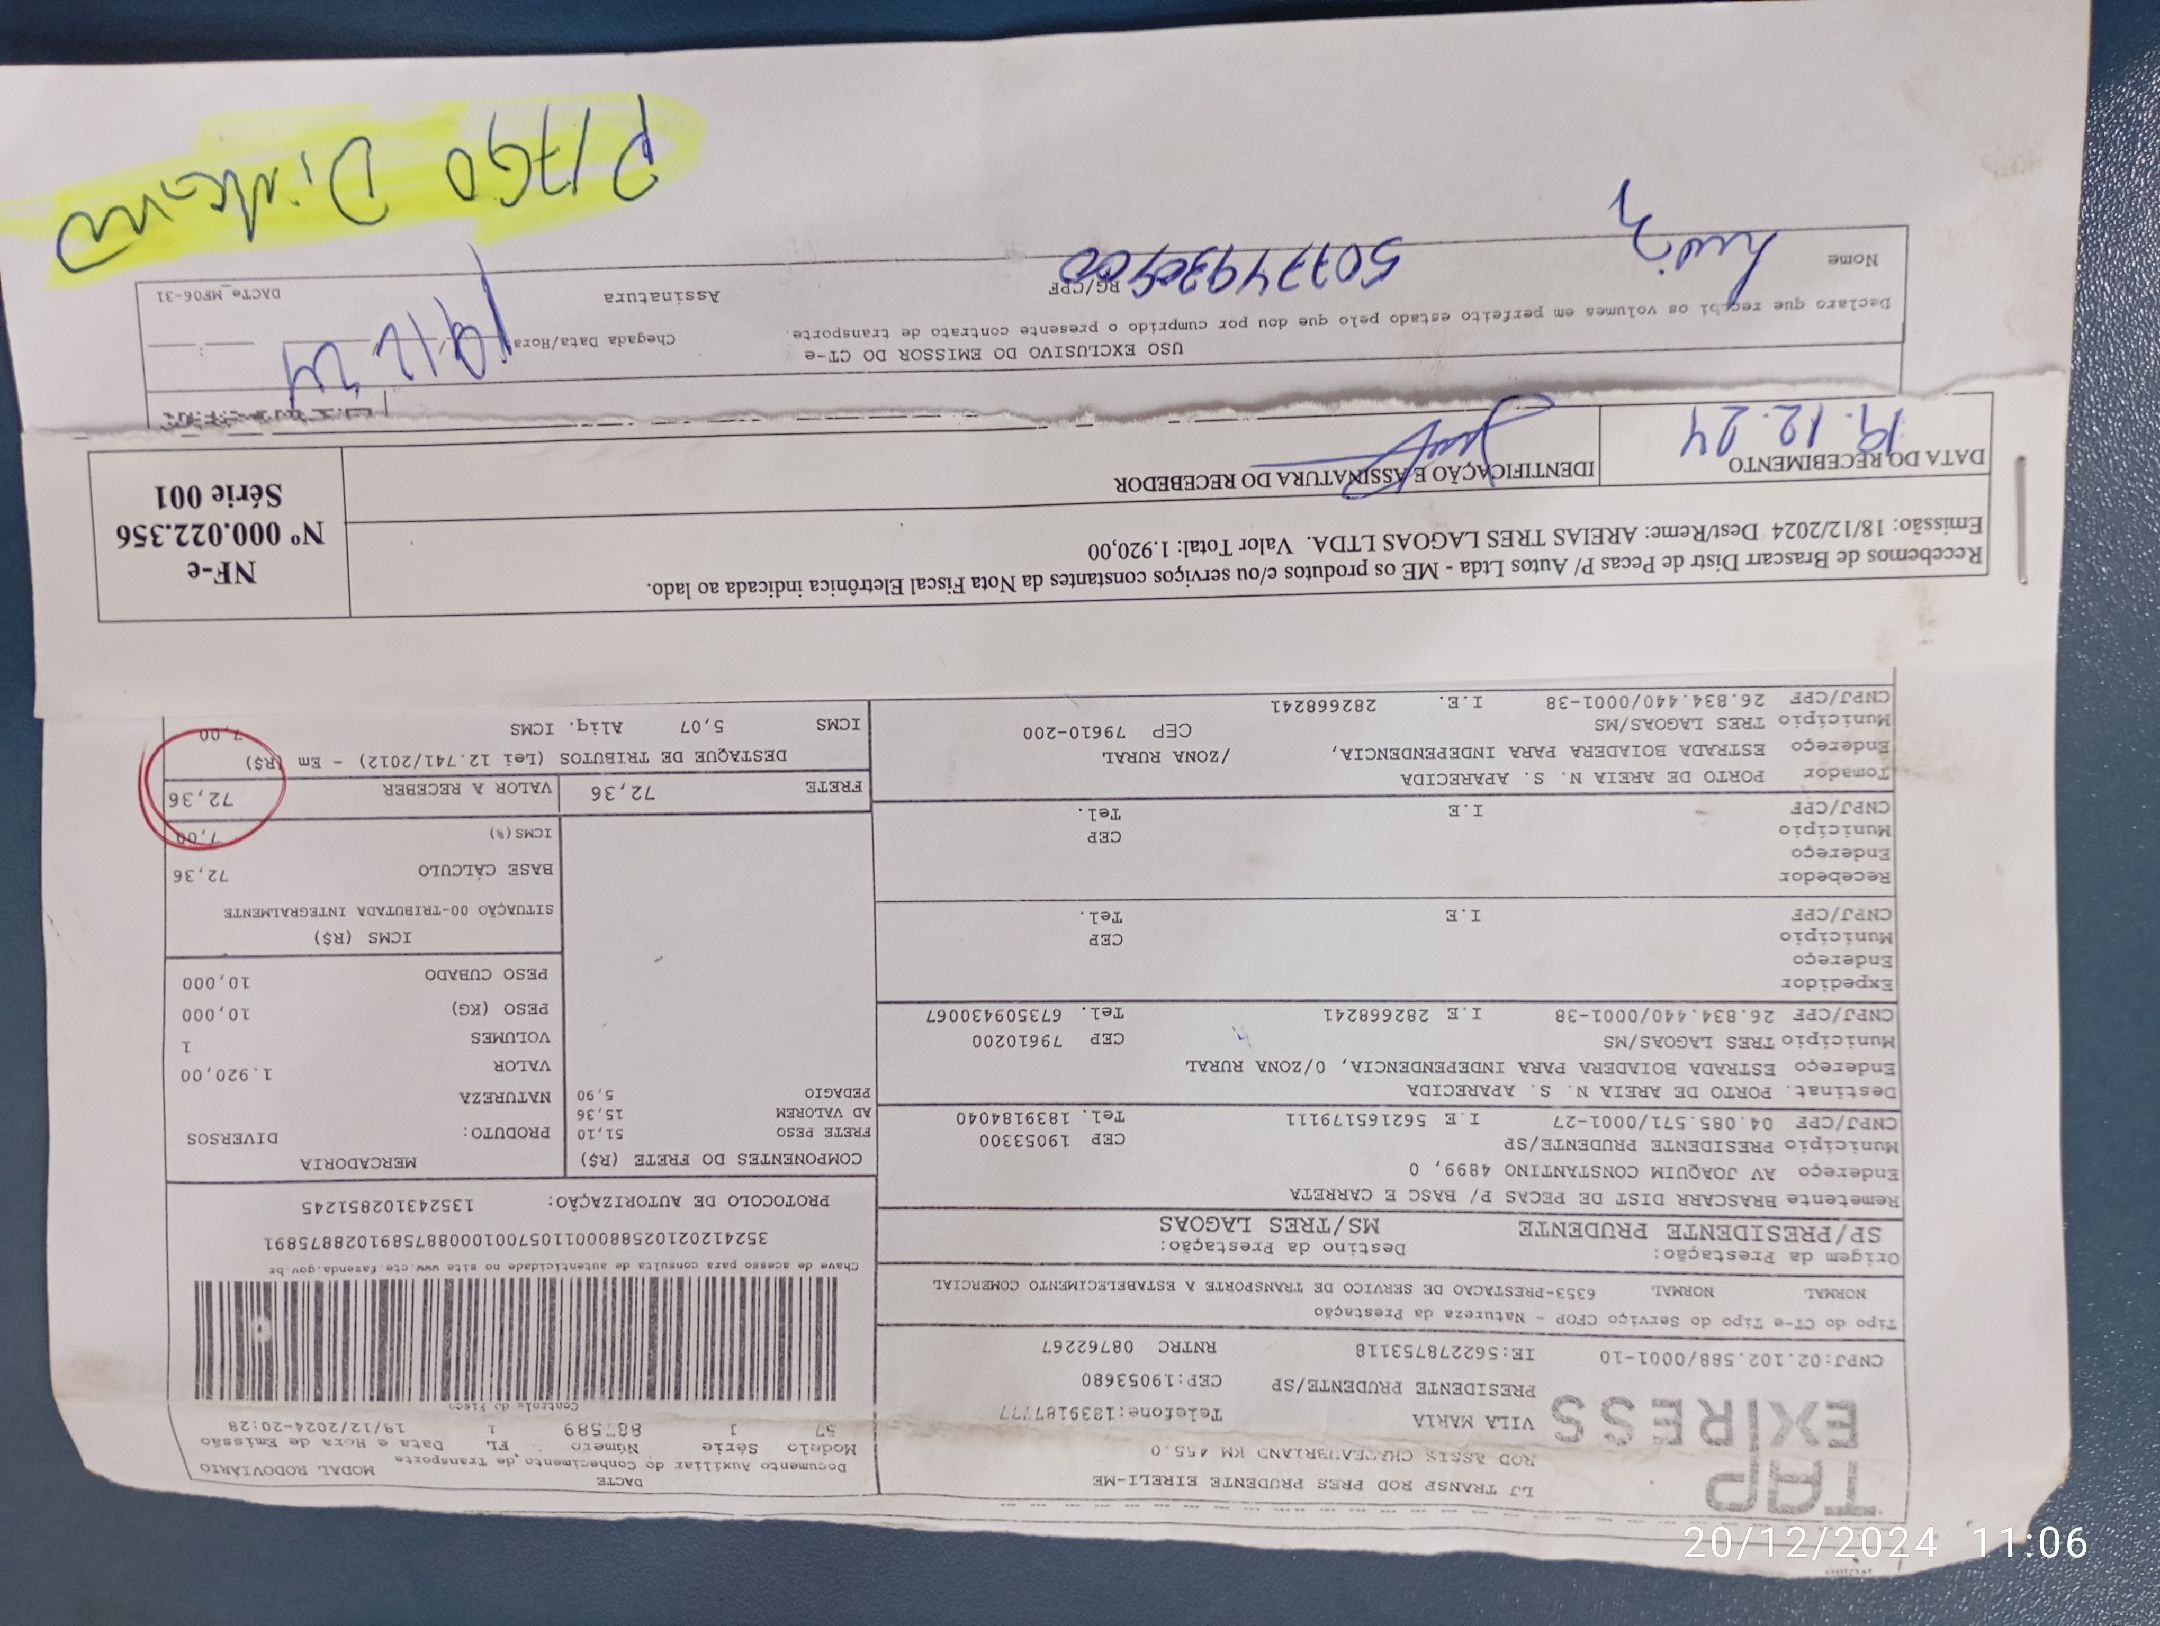 TAP
EXIRESS
LJ TRANSP ROD PRES PRUDENTE EIRELI-ME
ROD ASSIS CHATEAUBRIAND KM 455,0
VILA MARIA Telefone:1839187777
PRESIDENTE PRUDENTE/SP CEP:19053680
CNPJ:02.102.588/0001-10 IE:562278753118 RNTRC 08762267
DACTE
Documento Auxiliar do Conhecimento de Transporte MODAL RODOVIÁRIO
Modelo Série Número FL Data e Hora de Emissão
57 1 887589 1 19/12/2024-20:28
Controle do Fisco
Chave de acesso para consulta de autenticidade no site www.cte.fazenda.gov.br
35241202102588000110570010008875891028875891
PROTOCOLO DE AUTORIZAÇÃO: 135243102851245
Tipo do CT-e Tipo do Serviço CFOP - Natureza da Prestação
NORMAL NORMAL 6353-PRESTACAO DE SERVICO DE TRANSPORTE A ESTABELECIMENTO COMERCIAL
Origem da Prestação: Destino da Prestação:
SP/PRESIDENTE PRUDENTE MS/TRES LAGOAS
Remetente BRASCARR DIST DE PECAS P/ BASC E CARRETA
Endereço AV JOAQUIM CONSTANTINO 4899, 0
Município PRESIDENTE PRUDENTE/SP CEP 19053300
CNPJ/CPF 04.085.571/0001-27 I.E 562165179111 Tel. 1839184040
Destinat. PORTO DE AREIA N. S. APARECIDA
Endereço ESTRADA BOIADERA PARA INDEPENDENCIA, 0/ZONA RURAL
Município TRES LAGOAS/MS CEP 79610200
CNPJ/CPF 26.834.440/0001-38 I.E 282668241 Tel. 673509430067
Expedidor
Endereço
Município CEP
CNPJ/CPF I.E Tel.
Recebedor
Endereço
Município CEP
CNPJ/CPF I.E Tel.
Tomador PORTO DE AREIA N. S. APARECIDA
Endereço ESTRADA BOIADERA PARA INDEPENDENCIA, /ZONA RURAL
Município TRES LAGOAS/MS CEP 79610-200
CNPJ/CPF 26.834.440/0001-38 I.E. 282668241
COMPONENTES DO FRETE (R$)
FRETE PESO 51,10
AD VALOREM 15,36
PEDAGIO 5,90
MERCADORIA
PRODUTO: DIVERSOS
NATUREZA
VALOR 1.920,00
VOLUMES 1
PESO (KG) 10,000
PESO CUBADO 10,000
ICMS (R$)
SITUAÇÃO 00-TRIBUTADA INTEGRALMENTE
BASE CÁLCULO 72,36
ICMS(%) 7,00
FRETE 72,36 VALOR A RECEBER 72,36
DESTAQUE DE TRIBUTOS (Lei 12.741/2012) - Em (R$)
ICMS 5,07 Aliq. ICMS 7,00
Recebemos de Brascarr Distr de Pecas P/ Autos Ltda - ME os produtos e/ou serviços constantes da Nota Fiscal Eletrônica indicada ao lado.
Emissão: 18/12/2024 Dest/Reme: AREIAS TRES LAGOAS LTDA. Valor Total: 1.920,00
DATA DO RECEBIMENTO IDENTIFICAÇÃO E ASSINATURA DO RECEBEDOR
19.12.24
NF-e
Nº 000.022.356
Série 001
USO EXCLUSIVO DO EMISSOR DO CT-e
Declaro que recebi os volumes em perfeito estado pelo que dou por cumprido o presente contrato de transporte.
Chegada Data/Hora
19 12 24
Nome RG/CPF Assinatura
Luiz
DACTe_MF06-31
PAGO Dinheiro
20/12/2024 11:06